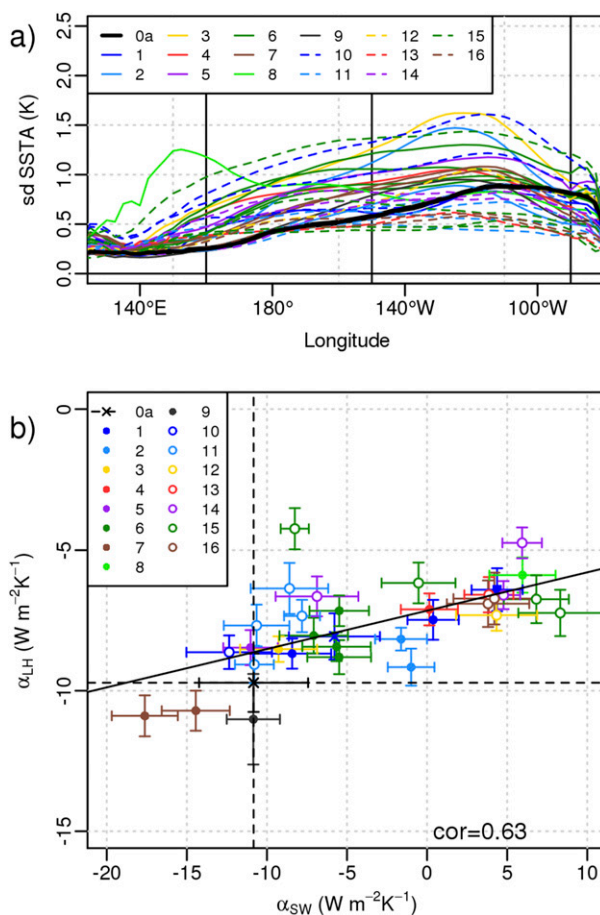 a)
0a 3 6 9 12 15
1 4 7 10 13 16
2 5 8 11 14
sd SSTA (K)
2.5
2.0
1.5
1.0
0.5
0.0
140°E 180° 140°W 100°W
Longitude
b)
0a 9
1 10
2 11
3 12
4 13
5 14
6 15
7 16
8
α_LH (W m⁻²K⁻¹)
0
-5
-10
-15
cor=0.63
-20 -15 -10 -5 0 5 10
α_SW (W m⁻²K⁻¹)